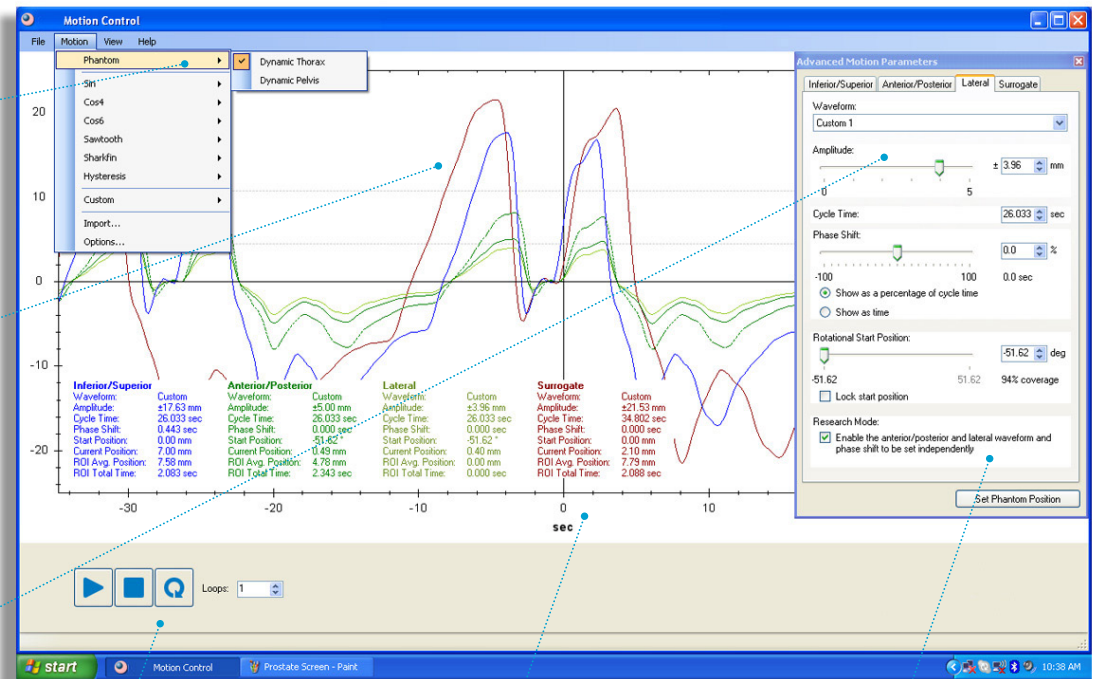 Motion Control
File Motion View Help
Phantom
Sin
Cos4
Cos6
Sawtooth
Sharkfin
Hysteresis
Custom
Import...
Options...
Dynamic Thorax
Dynamic Pelvis
20
10
0
-10
-20
Inferior/Superior
Waveform: Custom
Amplitude: ±17.63 mm
Cycle Time: 26.033 sec
Phase Shift: 0.443 sec
Start Position: 0.00 mm
Current Position: 7.00 mm
ROI Avg. Position: 7.58 mm
ROI Total Time: 2.083 sec
Anterior/Posterior
Waveform: Custom
Amplitude: ±5.00 mm
Cycle Time: 26.033 sec
Phase Shift: 0.000 sec
Start Position: -51.62 °
Current Position: 0.49 mm
ROI Avg. Position: 4.78 mm
ROI Total Time: 2.343 sec
Lateral
Waveform: Custom
Amplitude: ±3.96 mm
Cycle Time: 26.033 sec
Phase Shift: 0.000 sec
Start Position: -51.62 °
Current Position: 0.40 mm
ROI Avg. Position: 0.00 mm
ROI Total Time: 0.000 sec
Surrogate
Waveform: Custom
Amplitude: ±21.53 mm
Cycle Time: 34.802 sec
Phase Shift: 0.000 sec
Start Position: 0.00 mm
Current Position: 2.10 mm
ROI Avg. Position: 7.79 mm
ROI Total Time: 2.088 sec
-30 -20 -10 0 10
sec
Advanced Motion Parameters
Inferior/Superior Anterior/Posterior Lateral Surrogate
Waveform:
Custom 1
Amplitude:
± 3.96 mm
0 5
Cycle Time: 26.033 sec
Phase Shift:
0.0 %
-100 100 0.0 sec
Show as a percentage of cycle time
Show as time
Rotational Start Position:
-51.62 deg
-51.62 51.62 94% coverage
Lock start position
Research Mode:
Enable the anterior/posterior and lateral waveform and
phase shift to be set independently
Set Phantom Position
Loops: 1
start Motion Control Prostate Screen - Paint 10:38 AM